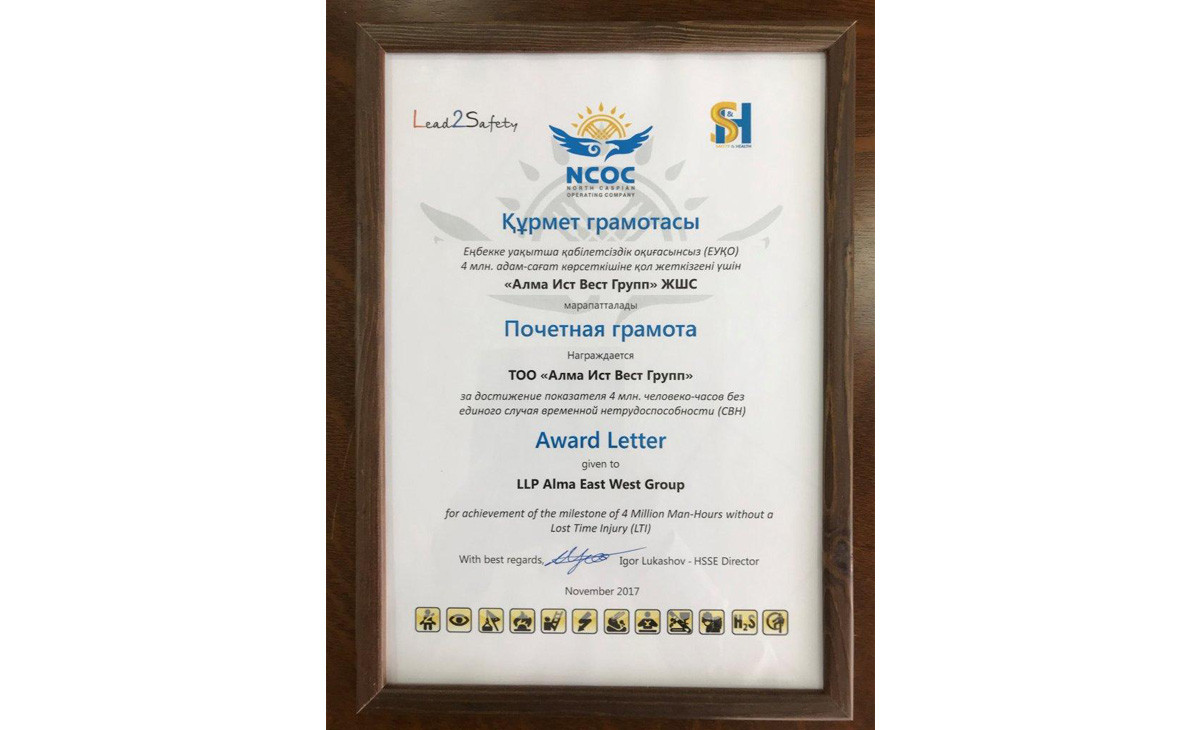 Lead2Safety
S&H
SAFETY & HEALTH
NCOC
NORTH CASPIAN
OPERATING COMPANY
Құрмет грамотасы
Еңбекке уақытша қабілетсіздік оқиғасынсыз (ЕУҚО)
4 млн. адам-сағат көрсеткішіне қол жеткізгені үшін
«Алма Ист Вест Групп» ЖШС
марапатталады
Почетная грамота
Награждается
ТОО «Алма Ист Вест Групп»
за достижение показателя 4 млн. человеко-часов без
единого случая временной нетрудоспособности (СВН)
Award Letter
given to
LLP Alma East West Group
for achievement of the milestone of 4 Million Man-Hours without a
Lost Time Injury (LTI)
With best regards, Igor Lukashov - HSSE Director
November 2017
H2S